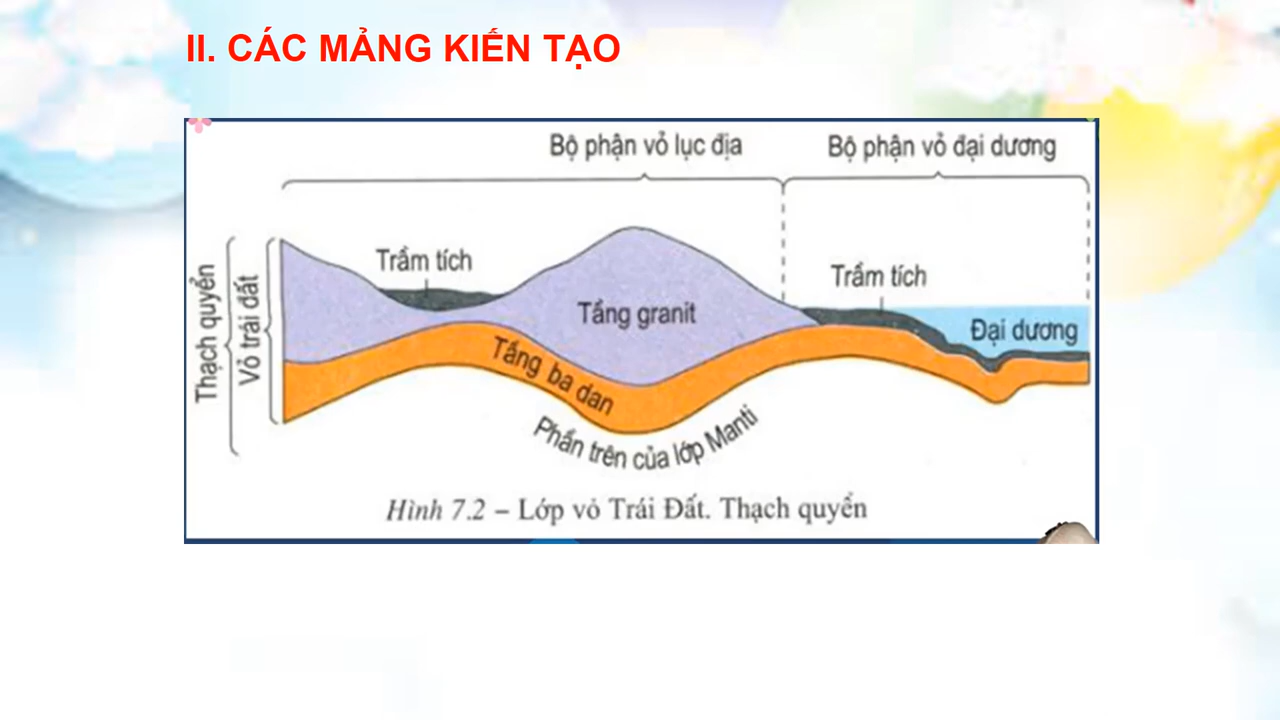 II. CÁC MẢNG KIẾN TẠO
Bộ phận vỏ lục địa
Bộ phận vỏ đại dương
Thạch quyển
Vỏ trái đất
Trầm tích
Tầng granit
Trầm tích
Đại dương
Tầng ba dan
Phần trên của lớp Manti
Hình 7.2 – Lớp vỏ Trái Đất. Thạch quyển